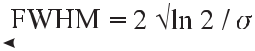 FWHM = 2 √ln 2 / σ